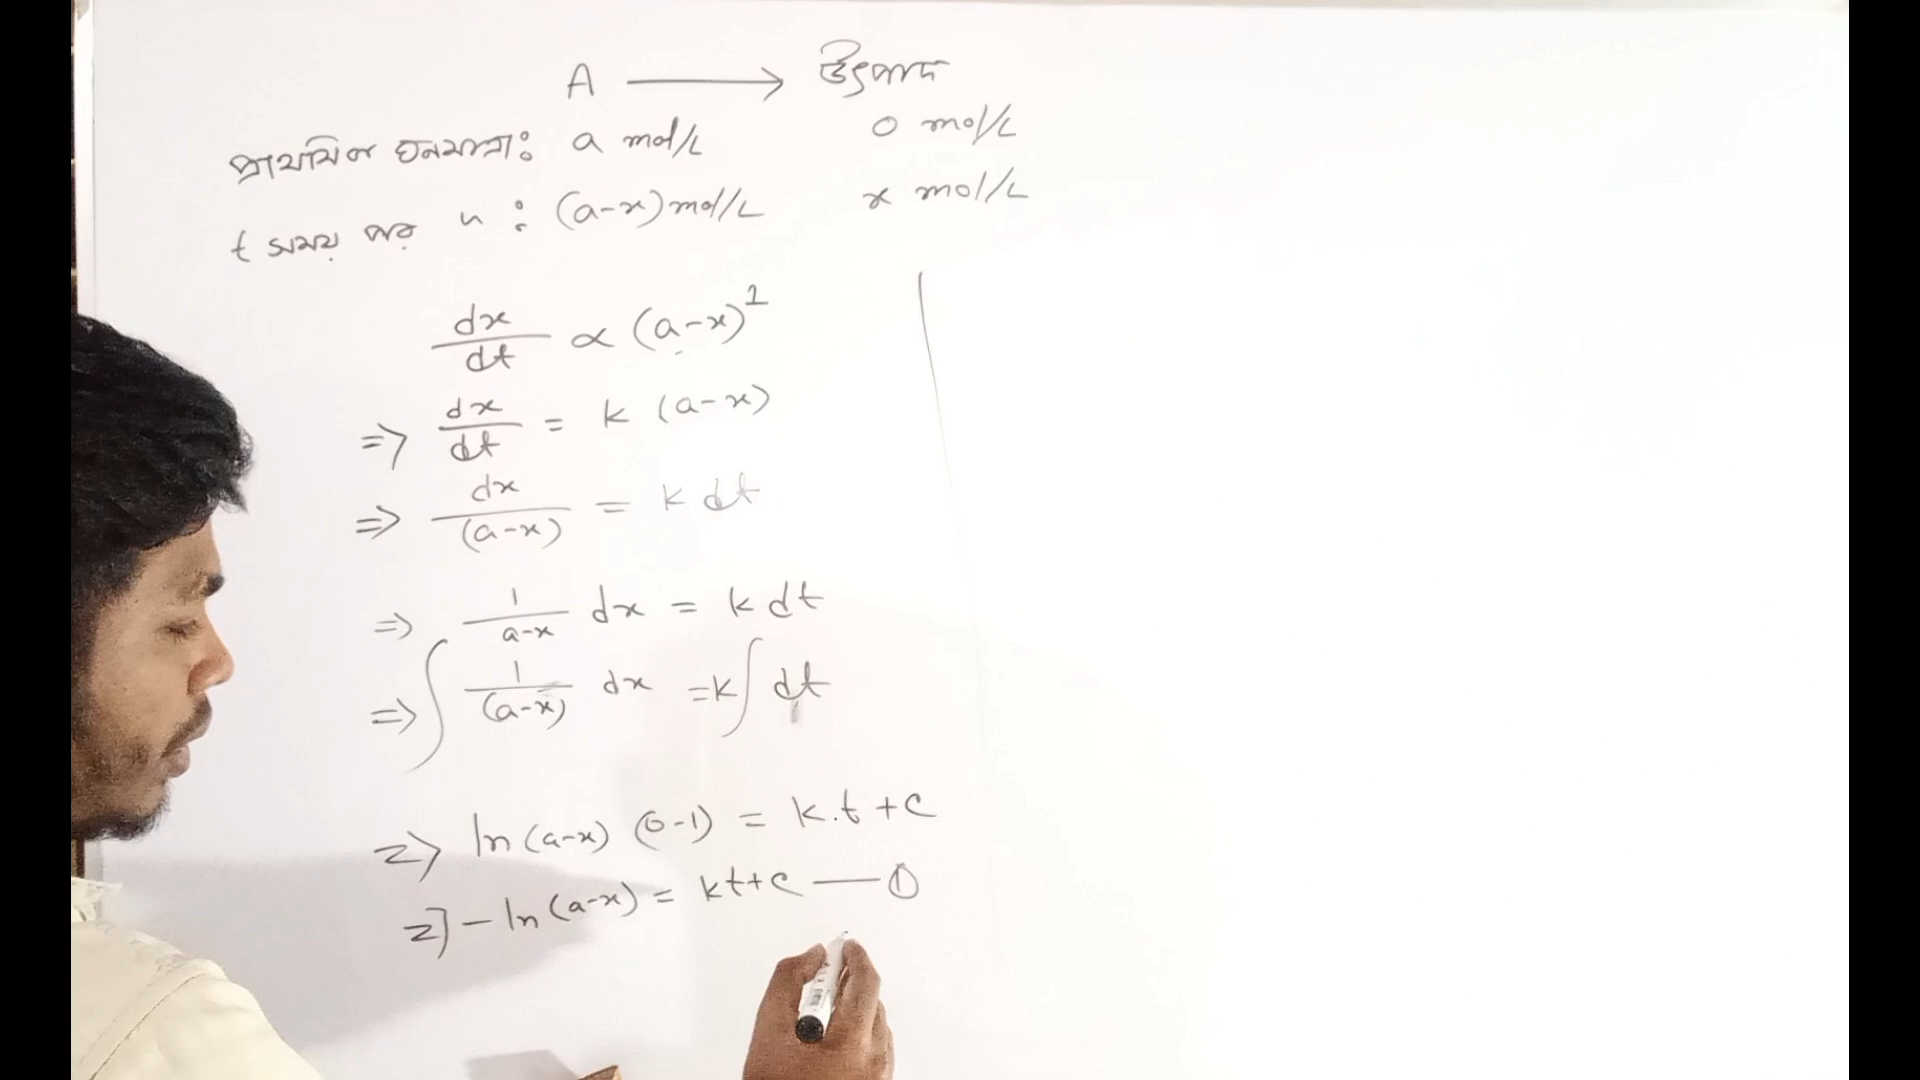 A ⟶ উৎপাদ
প্রাথমিক ঘনমাত্রা: a mol/L 0 mol/L
t সময় পর " : (a-x) mol/L x mol/L
dx/dt ∝ (a-x)^1
=> dx/dt = k (a-x)
=> dx/(a-x) = k dt
=> 1/(a-x) dx = k dt
=> ∫ 1/(a-x) dx = k ∫ dt
=> ln (a-x) (0-1) = k.t + c
=> - ln (a-x) = kt + c — ①